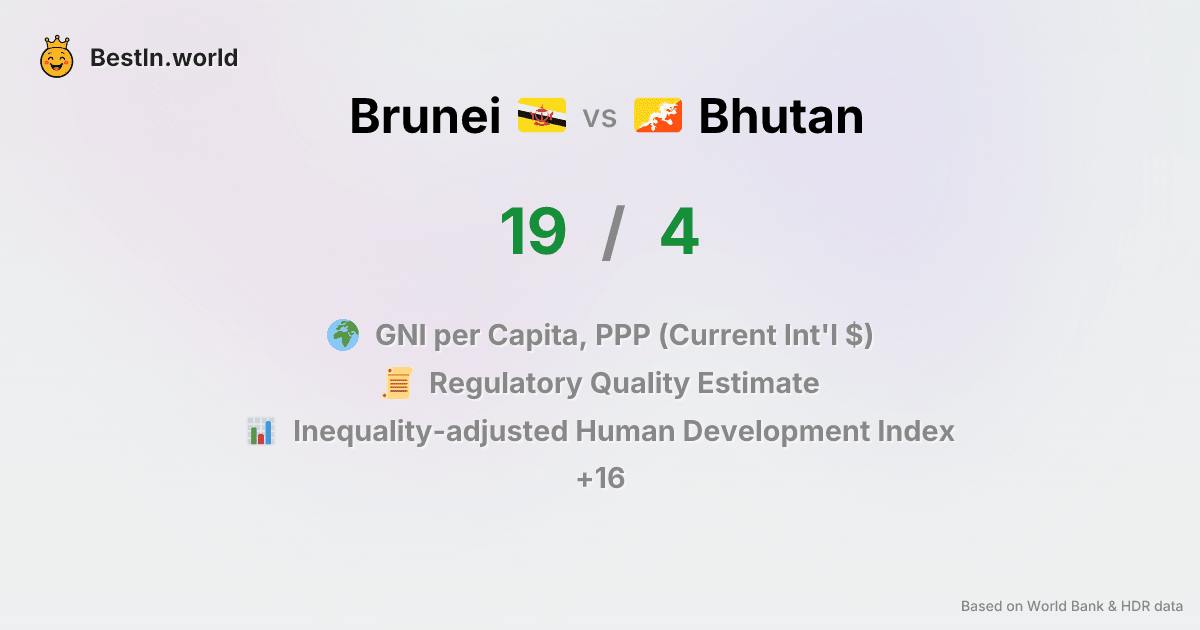 BestIn.world
Brunei vs Bhutan
19 / 4
GNI per Capita, PPP (Current Int'l $)
Regulatory Quality Estimate
Inequality-adjusted Human Development Index
+16
Based on World Bank & HDR data